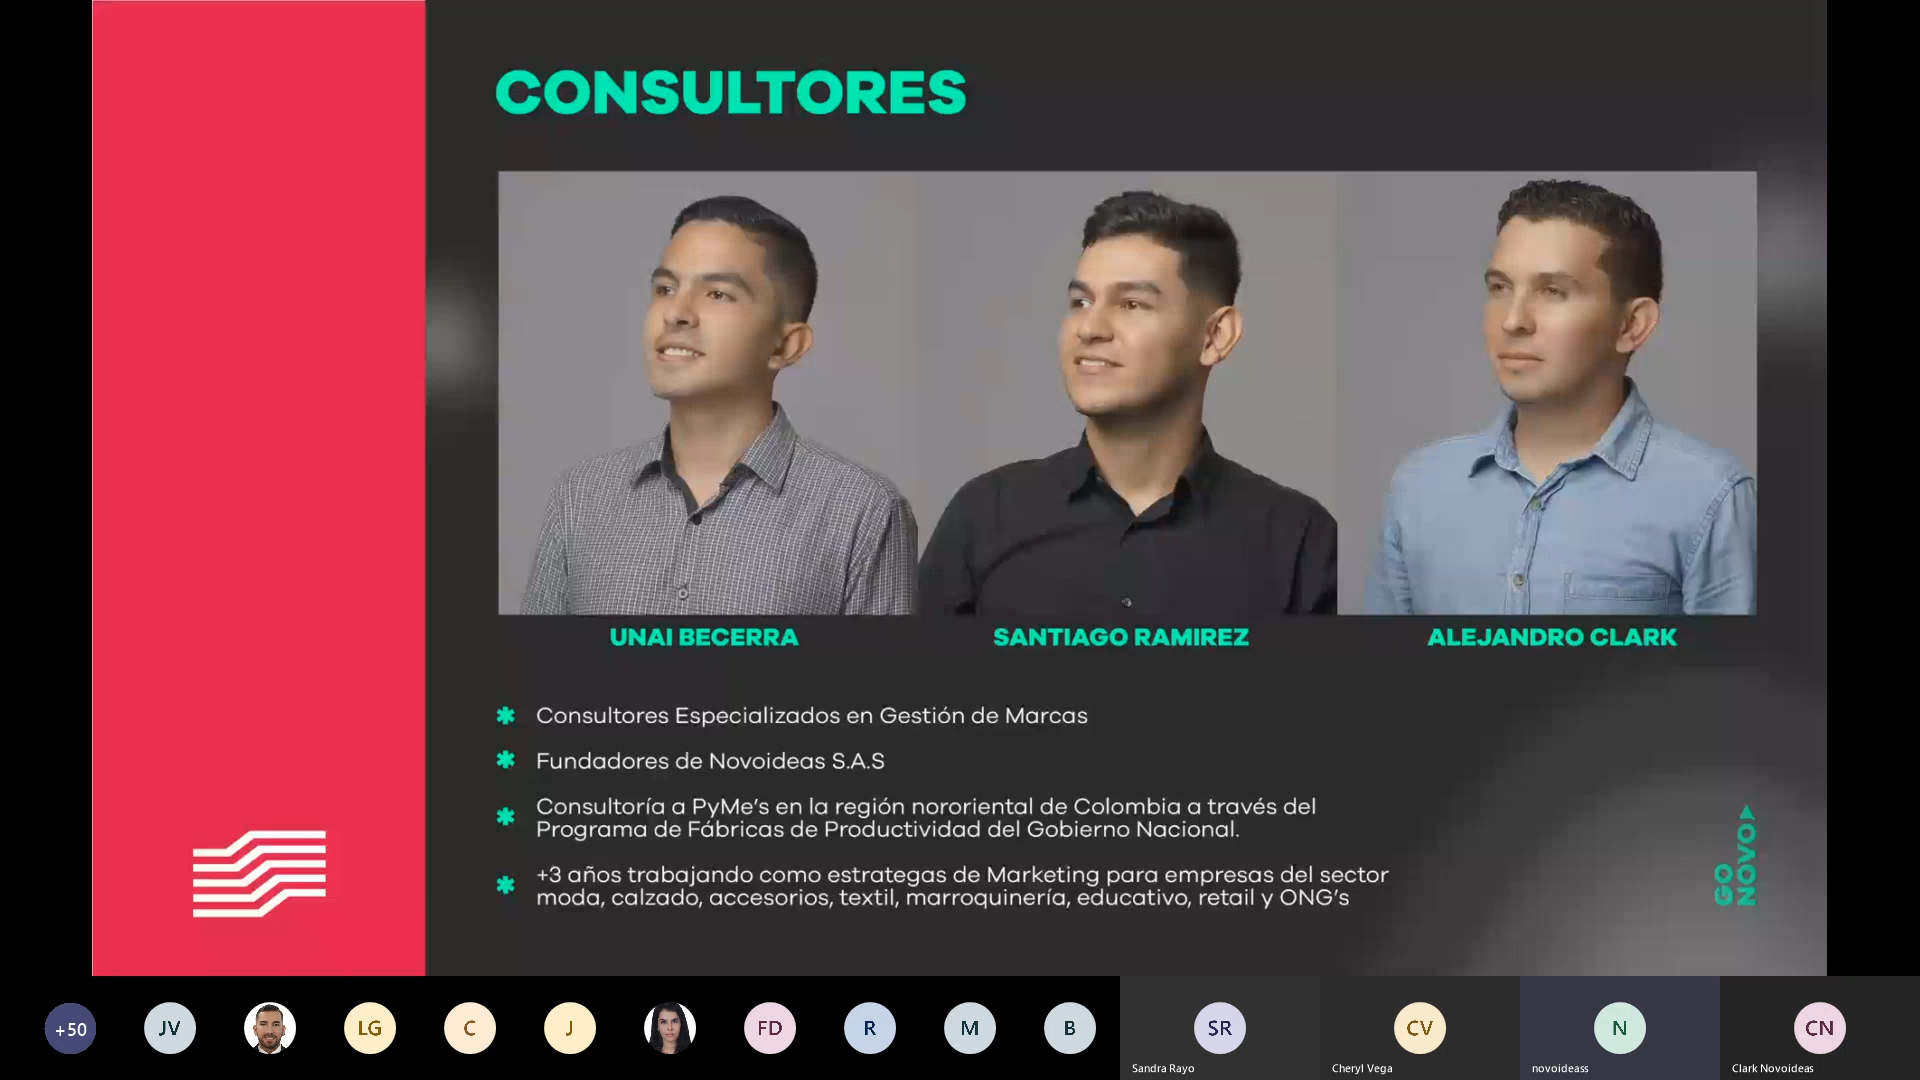 CONSULTORES
UNAI BECERRA
SANTIAGO RAMIREZ
ALEJANDRO CLARK
Consultores Especializados en Gestión de Marcas
Fundadores de Novoideas S.A.S
Consultoría a PyMe's en la región nororiental de Colombia a través del
Programa de Fábricas de Productividad del Gobierno Nacional.
+3 años trabajando como estrategas de Marketing para empresas del sector
moda, calzado, accesorios, textil, marroquinería, educativo, retail y ONG's
GO
NOVO
+50
JV
LG
C
J
FD
R
M
B
SR
Sandra Rayo
CV
Cheryl Vega
N
novoideass
CN
Clark Novoideas